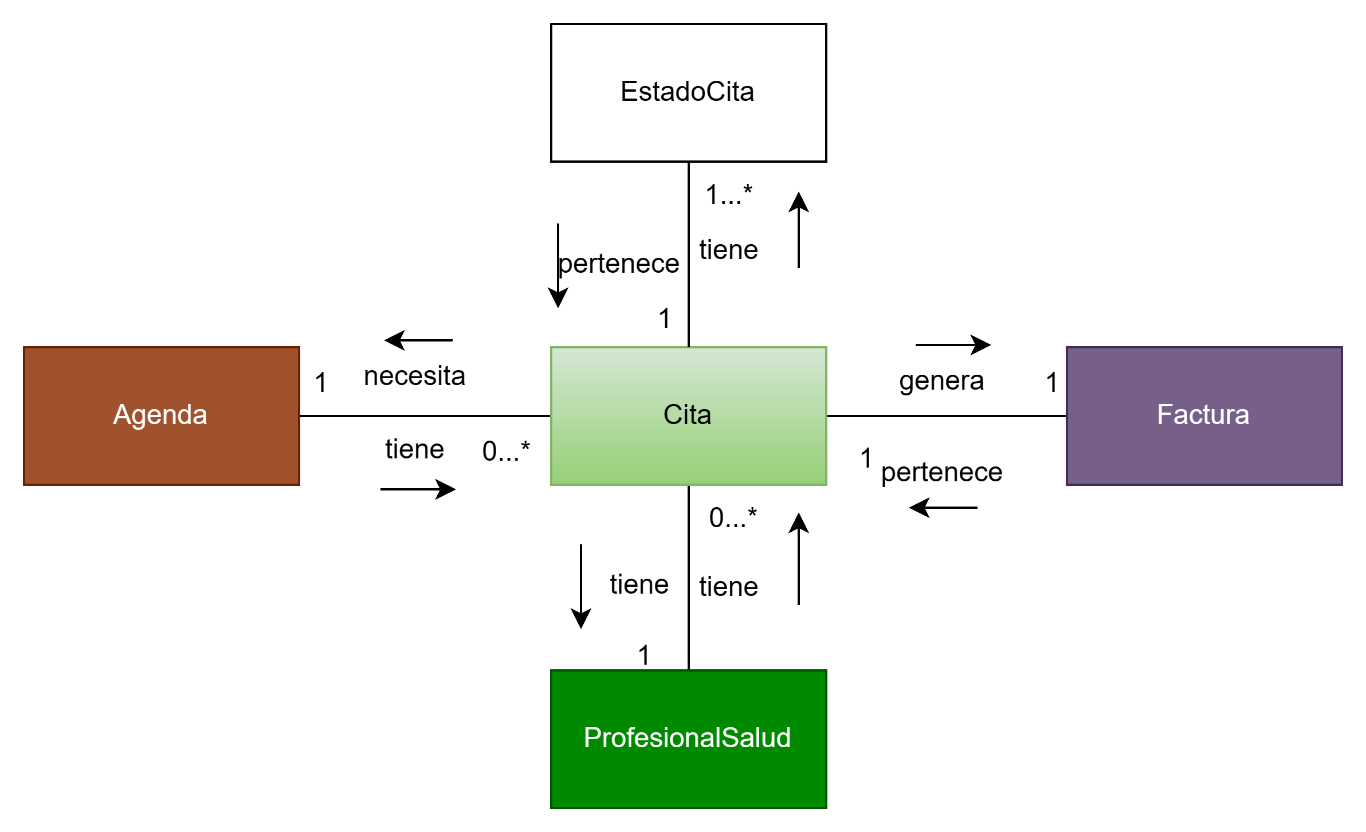 EstadoCita
1...*
tiene
pertenece
1
necesita
1
Agenda
tiene
0...*
Cita
genera
1
Factura
1
pertenece
0...*
tiene
tiene
1
ProfesionalSalud